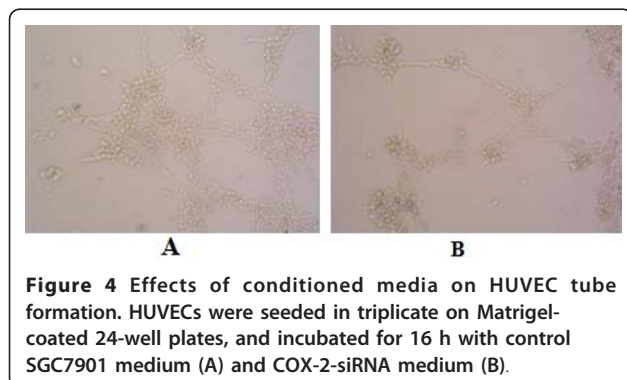 A
B
Figure 4 Effects of conditioned media on HUVEC tube
formation. HUVECs were seeded in triplicate on Matrigel-
coated 24-well plates, and incubated for 16 h with control
SGC7901 medium (A) and COX-2-siRNA medium (B).